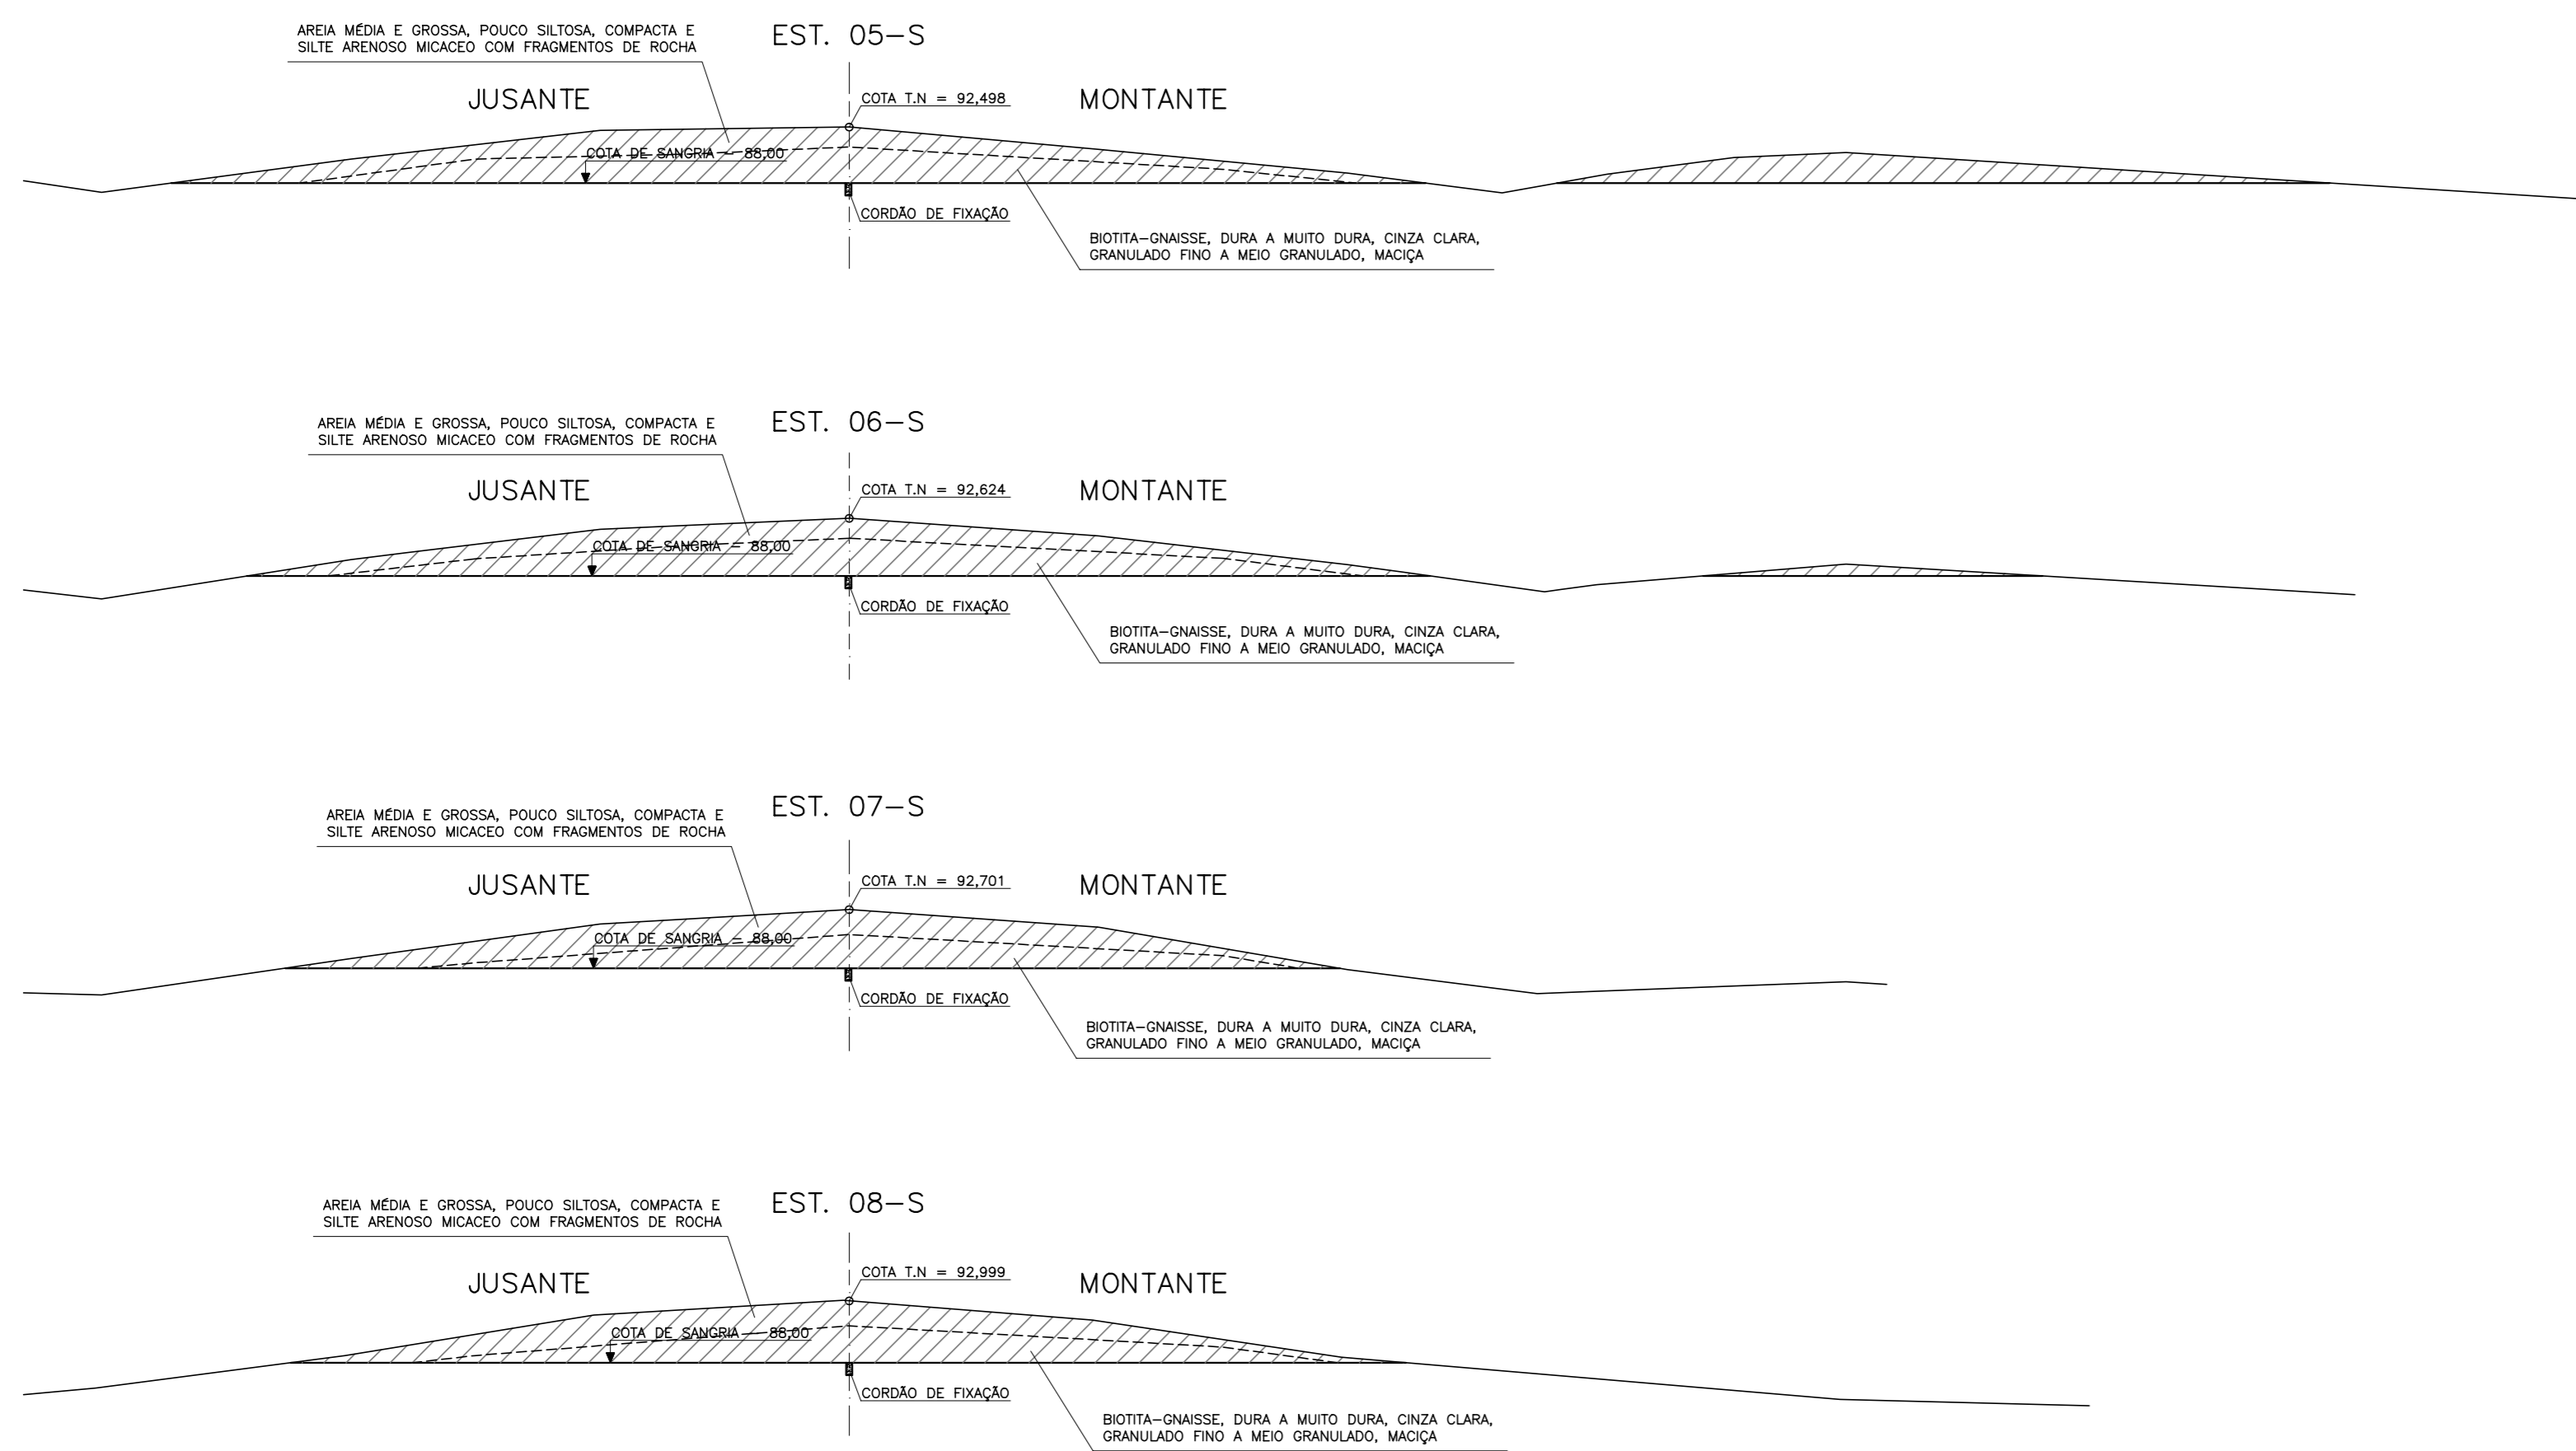 AREIA MÉDIA E GROSSA, POUCO SILTOSA, COMPACTA E
SILTE ARENOSO MICACEO COM FRAGMENTOS DE ROCHA
EST. 05-S
JUSANTE
COTA T.N = 92,498
MONTANTE
COTA DE SANGRIA = 88,00
CORDÃO DE FIXAÇÃO
BIOTITA-GNAISSE, DURA A MUITO DURA, CINZA CLARA,
GRANULADO FINO A MEIO GRANULADO, MACIÇA
AREIA MÉDIA E GROSSA, POUCO SILTOSA, COMPACTA E
SILTE ARENOSO MICACEO COM FRAGMENTOS DE ROCHA
EST. 06-S
JUSANTE
COTA T.N = 92,624
MONTANTE
COTA DE SANGRIA = 88,00
CORDÃO DE FIXAÇÃO
BIOTITA-GNAISSE, DURA A MUITO DURA, CINZA CLARA,
GRANULADO FINO A MEIO GRANULADO, MACIÇA
AREIA MÉDIA E GROSSA, POUCO SILTOSA, COMPACTA E
SILTE ARENOSO MICACEO COM FRAGMENTOS DE ROCHA
EST. 07-S
JUSANTE
COTA T.N = 92,701
MONTANTE
COTA DE SANGRIA = 88,00
CORDÃO DE FIXAÇÃO
BIOTITA-GNAISSE, DURA A MUITO DURA, CINZA CLARA,
GRANULADO FINO A MEIO GRANULADO, MACIÇA
AREIA MÉDIA E GROSSA, POUCO SILTOSA, COMPACTA E
SILTE ARENOSO MICACEO COM FRAGMENTOS DE ROCHA
EST. 08-S
JUSANTE
COTA T.N = 92,999
MONTANTE
COTA DE SANGRIA = 88,00
CORDÃO DE FIXAÇÃO
BIOTITA-GNAISSE, DURA A MUITO DURA, CINZA CLARA,
GRANULADO FINO A MEIO GRANULADO, MACIÇA